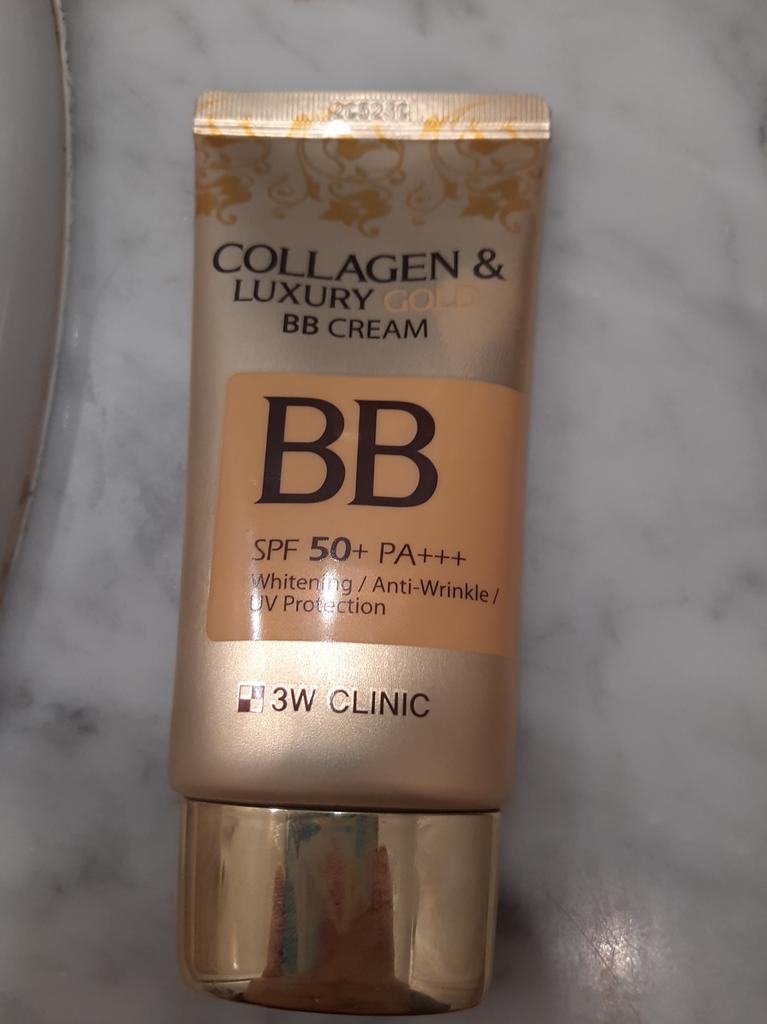 COLLAGEN &
LUXURY GOLD
BB CREAM
BB
SPF 50+ PA+++
Whitening / Anti-Wrinkle /
UV Protection
3W CLINIC